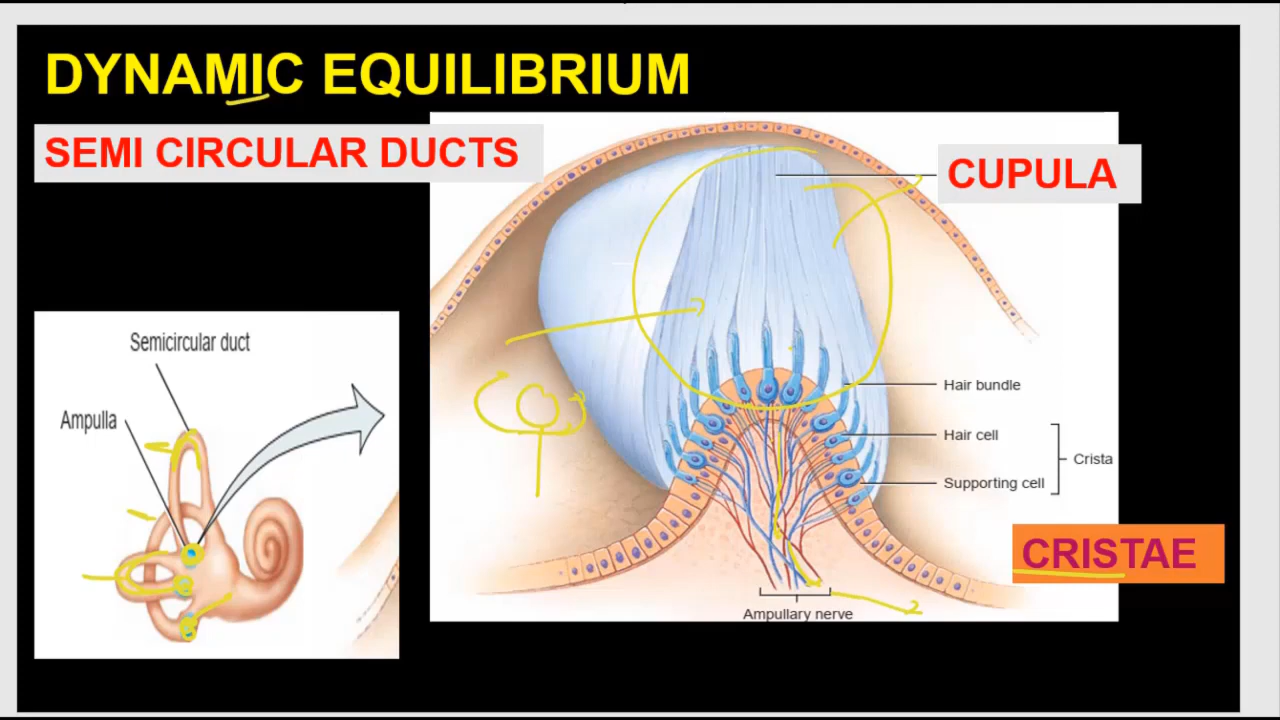 DYNAMIC EQUILIBRIUM
SEMI CIRCULAR DUCTS
CUPULA
Semicircular duct
Ampulla
Hair bundle
Hair cell
Crista
Supporting cell
CRISTAE
Ampullary nerve